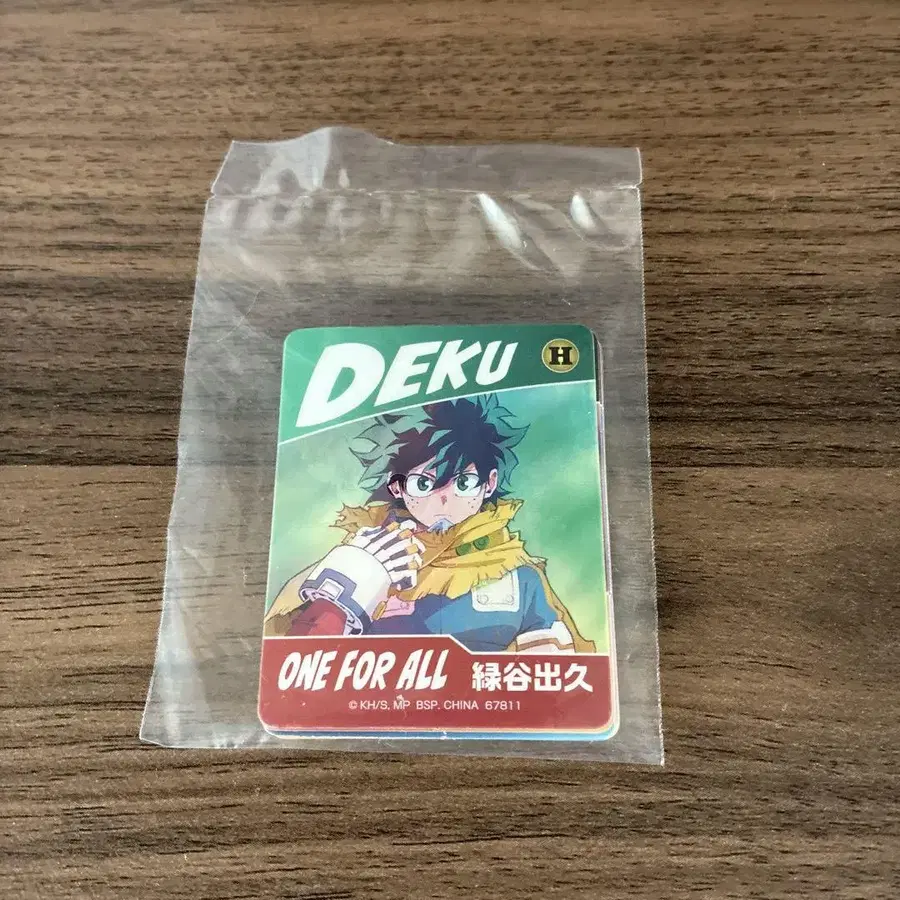 DEKU
H
ONE FOR ALL 緑谷出久
© KH/S, MP BSP. CHINA 67811